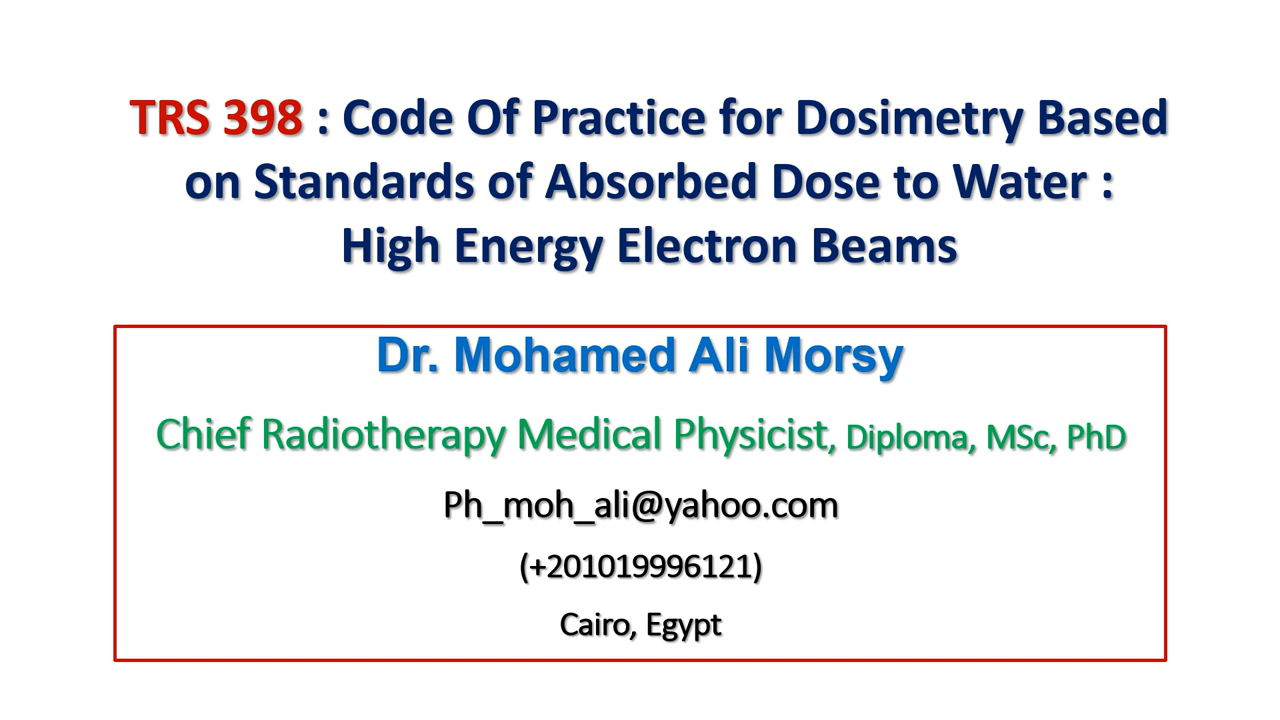 TRS 398 : Code Of Practice for Dosimetry Based
on Standards of Absorbed Dose to Water :
High Energy Electron Beams
Dr. Mohamed Ali Morsy
Chief Radiotherapy Medical Physicist, Diploma, MSc, PhD
Ph_moh_ali@yahoo.com
(+201019996121)
Cairo, Egypt